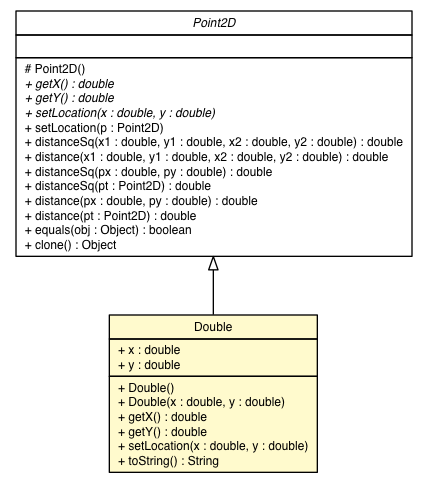 Point2D
# Point2D()
+ getX() : double
+ getY() : double
+ setLocation(x : double, y : double)
+ setLocation(p : Point2D)
+ distanceSq(x1 : double, y1 : double, x2 : double, y2 : double) : double
+ distance(x1 : double, y1 : double, x2 : double, y2 : double) : double
+ distanceSq(px : double, py : double) : double
+ distanceSq(pt : Point2D) : double
+ distance(px : double, py : double) : double
+ distance(pt : Point2D) : double
+ equals(obj : Object) : boolean
+ clone() : Object
Double
+ x : double
+ y : double
+ Double()
+ Double(x : double, y : double)
+ getX() : double
+ getY() : double
+ setLocation(x : double, y : double)
+ toString() : String